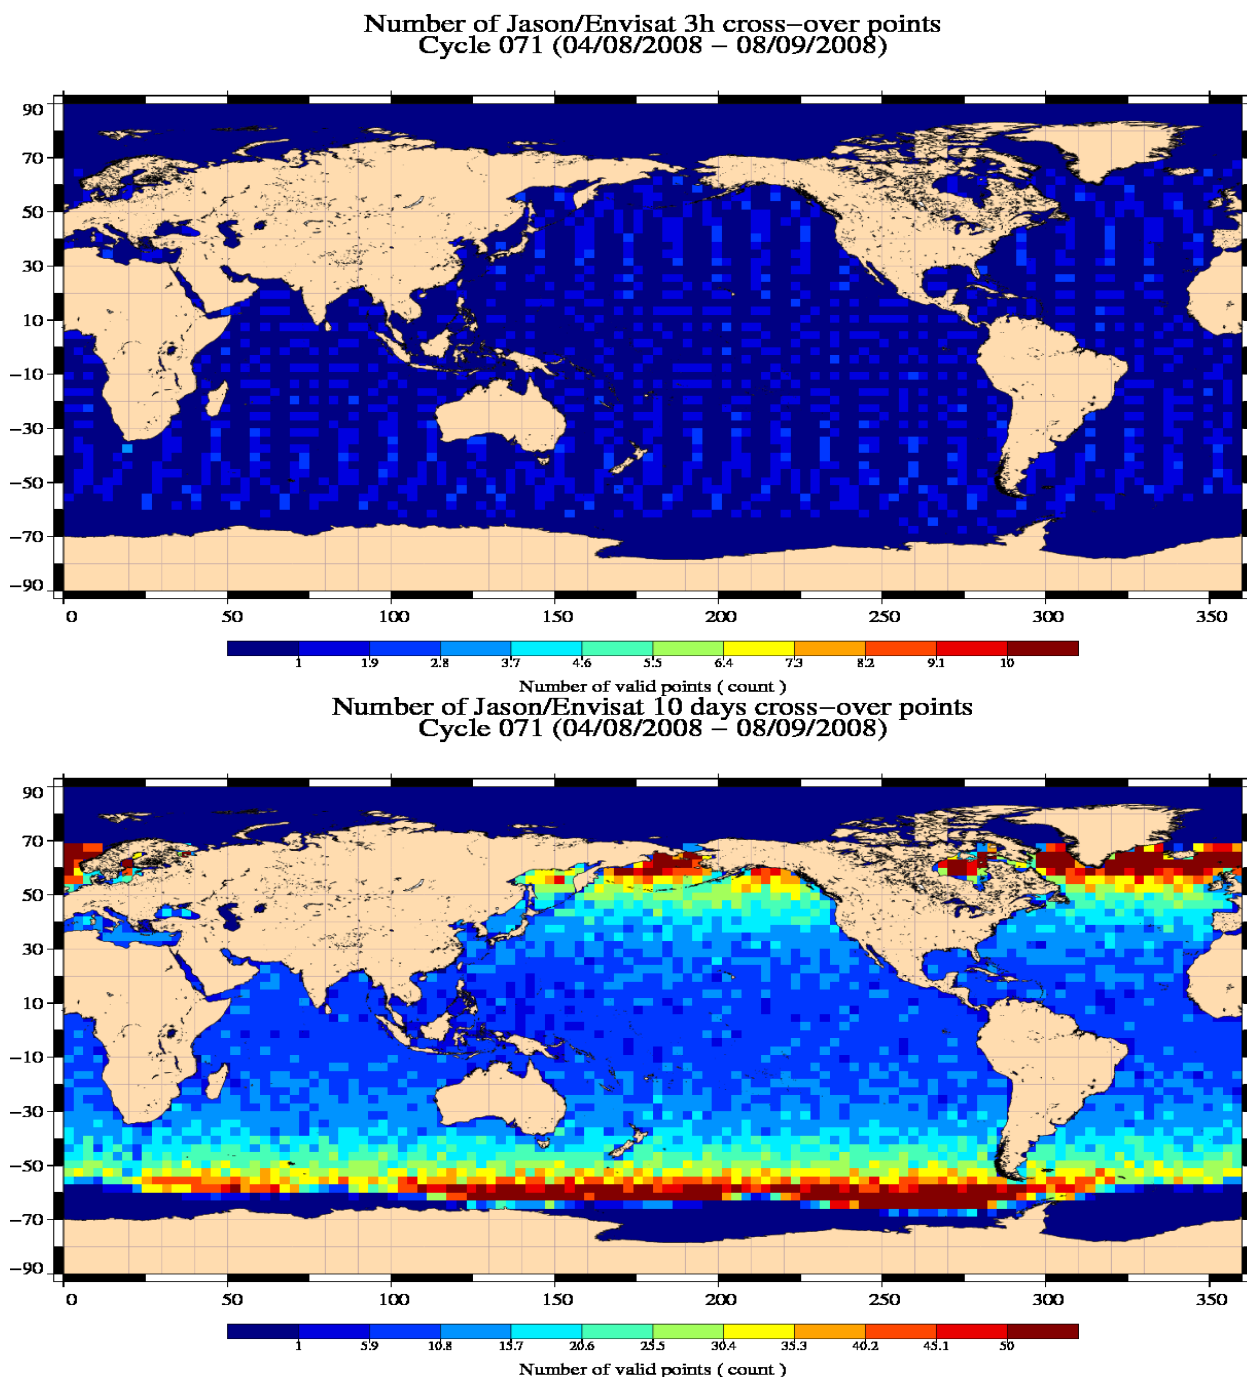 Number of Jason/Envisat 3h cross−over points
Cycle 071 (04/08/2008 − 08/09/2008)
90
70
50
30
10
−10
−30
−50
−70
−90
0 50 100 150 200 250 300 350
1 1.9 2.8 3.7 4.6 5.5 6.4 7.3 8.2 9.1 10
Number of valid points ( count )
Number of Jason/Envisat 10 days cross−over points
Cycle 071 (04/08/2008 − 08/09/2008)
90
70
50
30
10
−10
−30
−50
−70
−90
0 50 100 150 200 250 300 350
1 5.9 10.8 15.7 20.6 25.5 30.4 35.3 40.2 45.1 50
Number of valid points ( count )